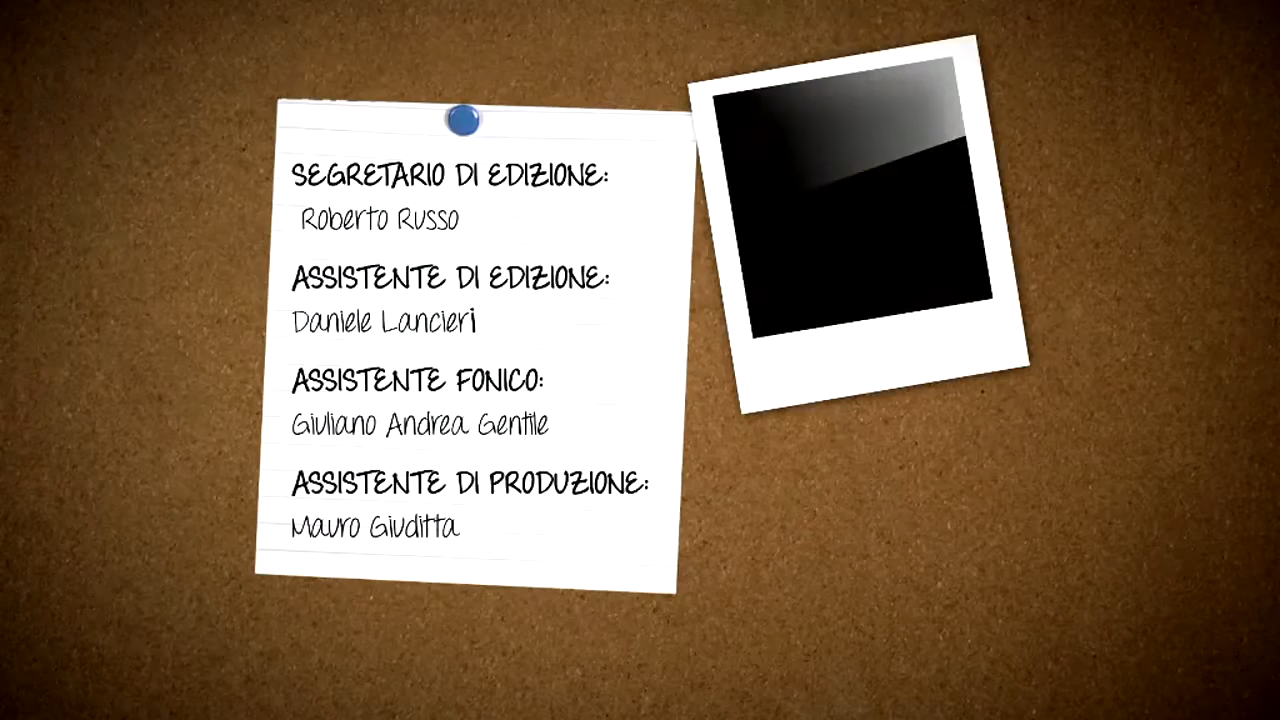 SEGRETARIO DI EDIZIONE:
Roberto Russo
ASSISTENTE DI EDIZIONE:
Daniele Lancieri
ASSISTENTE FONICO:
Giuliano Andrea Gentile
ASSISTENTE DI PRODUZIONE:
Mauro Giuditta